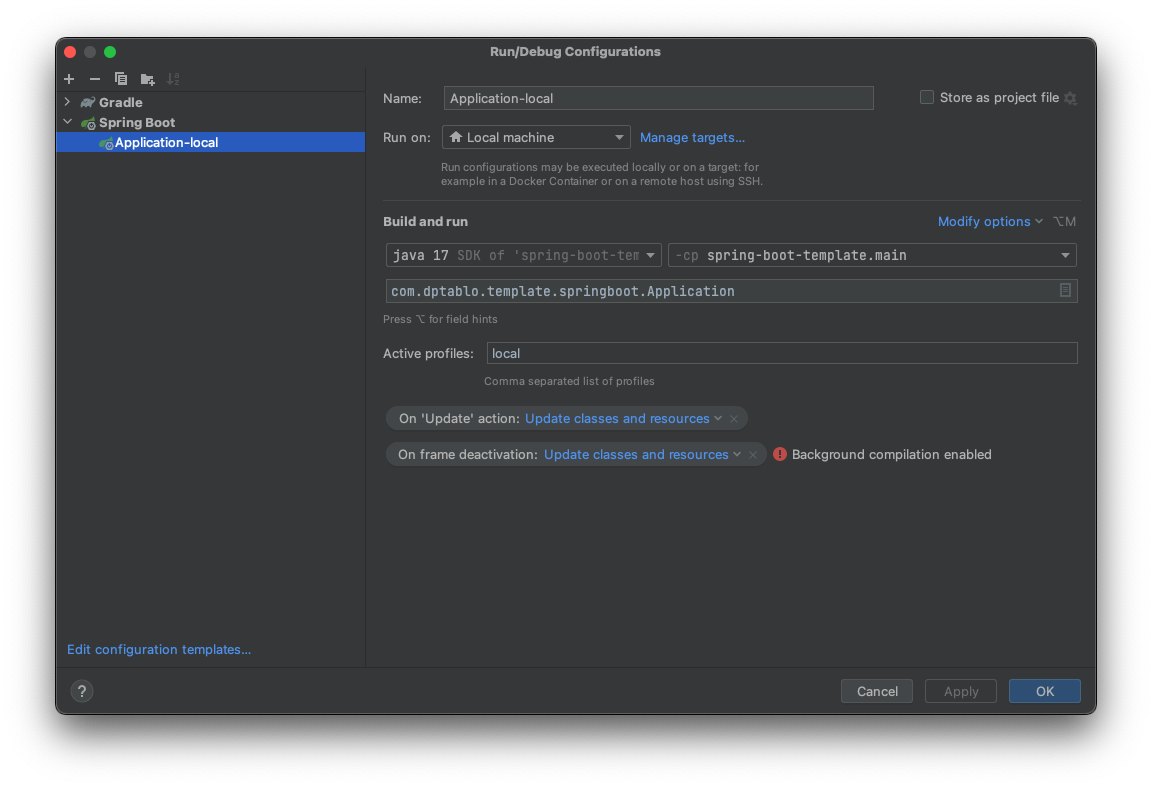 Run/Debug Configurations
Gradle
Spring Boot
Application-local
Edit configuration templates...
Name: Application-local
Store as project file
Run on: Local machine Manage targets...
Run configurations may be executed locally or on a target: for
example in a Docker Container or on a remote host using SSH.
Build and run
Modify options ⌥M
java 17 SDK of 'spring-boot-tem
-cp spring-boot-template.main
com.dptablo.template.springboot.Application
Press ⌥ for field hints
Active profiles: local
Comma separated list of profiles
On 'Update' action: Update classes and resources
On frame deactivation: Update classes and resources
Background compilation enabled
?
Cancel
Apply
OK